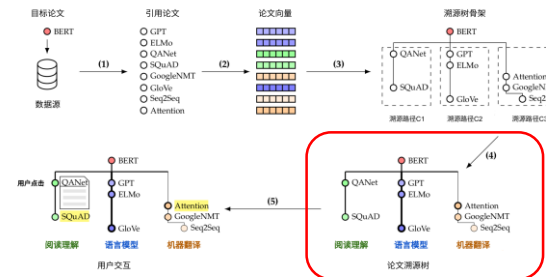 目标论文
BERT
数据源
(1)
引用论文
GPT
ELMo
QANet
SQuAD
GoogleNMT
GloVe
Seq2Seq
Attention
(2)
论文向量
(3)
溯源树骨架
BERT
QANet
SQuAD
GPT
ELMo
GloVe
Attention
GoogleN
Seq2Seq
溯源路径C1
溯源路径C2
溯源路径C3
(4)
BERT
QANet
SQuAD
GPT
ELMo
GloVe
Attention
GoogleNMT
Seq2Seq
阅读理解
语言模型
机器翻译
论文溯源树
(5)
用户点击
BERT
QANet
SQuAD
GPT
ELMo
GloVe
Attention
GoogleNMT
Seq2Seq
阅读理解
语言模型
机器翻译
用户交互